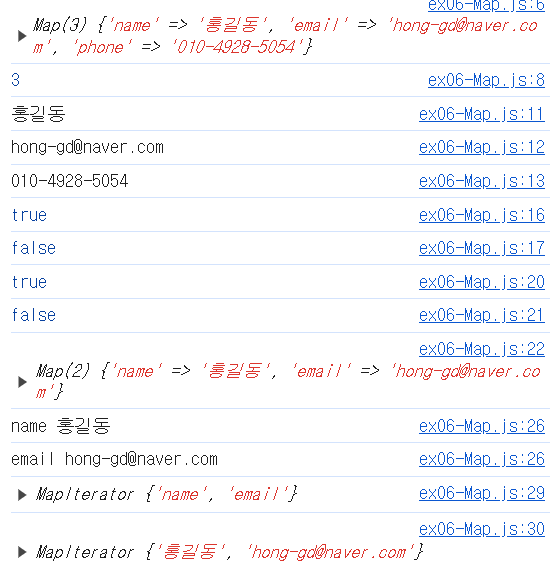 ex06-Map.js:6
Map(3) {'name' => '홍길동', 'email' => 'hong-gd@naver.co
m', 'phone' => '010-4928-5054'}
3 ex06-Map.js:8
홍길동 ex06-Map.js:11
hong-gd@naver.com ex06-Map.js:12
010-4928-5054 ex06-Map.js:13
true ex06-Map.js:16
false ex06-Map.js:17
true ex06-Map.js:20
false ex06-Map.js:21
ex06-Map.js:22
Map(2) {'name' => '홍길동', 'email' => 'hong-gd@naver.co
m'}
name 홍길동 ex06-Map.js:26
email hong-gd@naver.com ex06-Map.js:26
MapIterator {'name', 'email'} ex06-Map.js:29
ex06-Map.js:30
MapIterator {'홍길동', 'hong-gd@naver.com'}